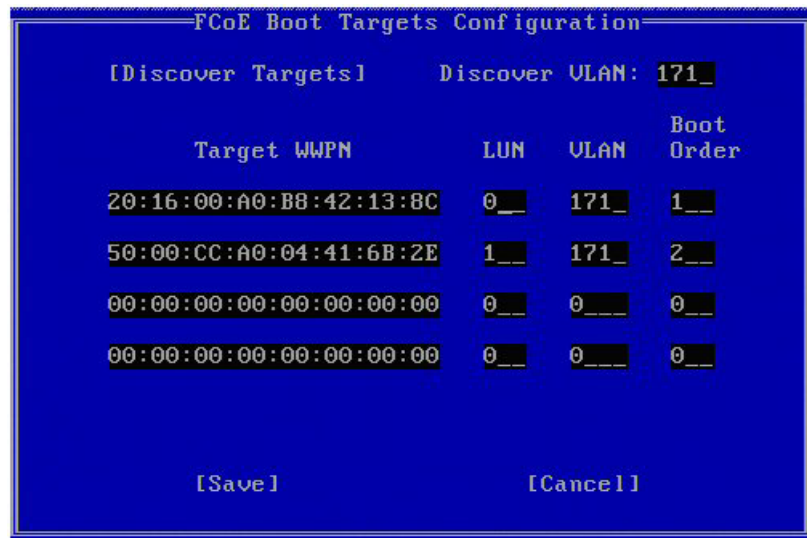 FCoE Boot Targets Configuration
[Discover Targets] Discover VLAN: 171_
Boot
Target WWPN LUN VLAN Order
20:16:00:A0:B8:42:13:8C 0__ 171_ 1__
50:00:CC:A0:04:41:6B:2E 1__ 171_ 2__
00:00:00:00:00:00:00:00 0__ 0___ 0__
00:00:00:00:00:00:00:00 0__ 0___ 0__
[Save] [Cancel]